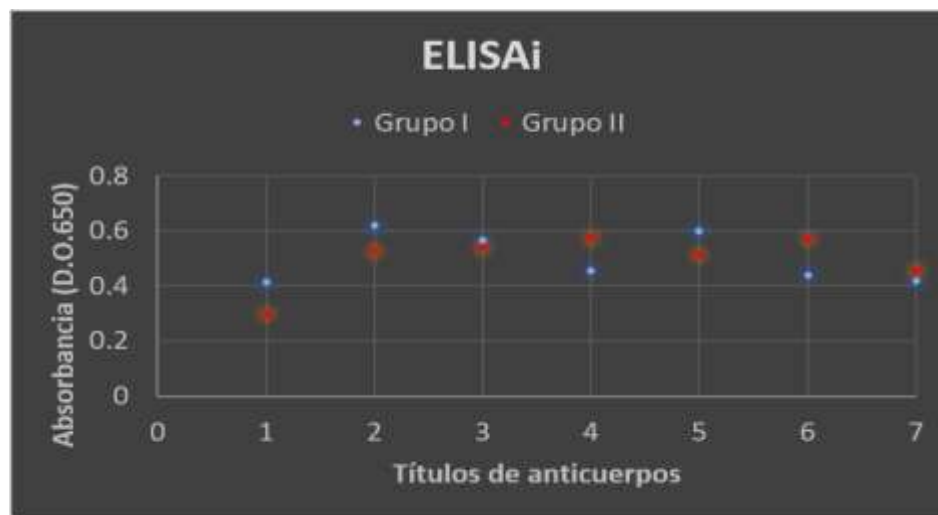 ELISAi
Grupo I Grupo II
Absorbancia (D.O.650)
0.8
0.6
0.4
0.2
0
0 1 2 3 4 5 6 7
Títulos de anticuerpos